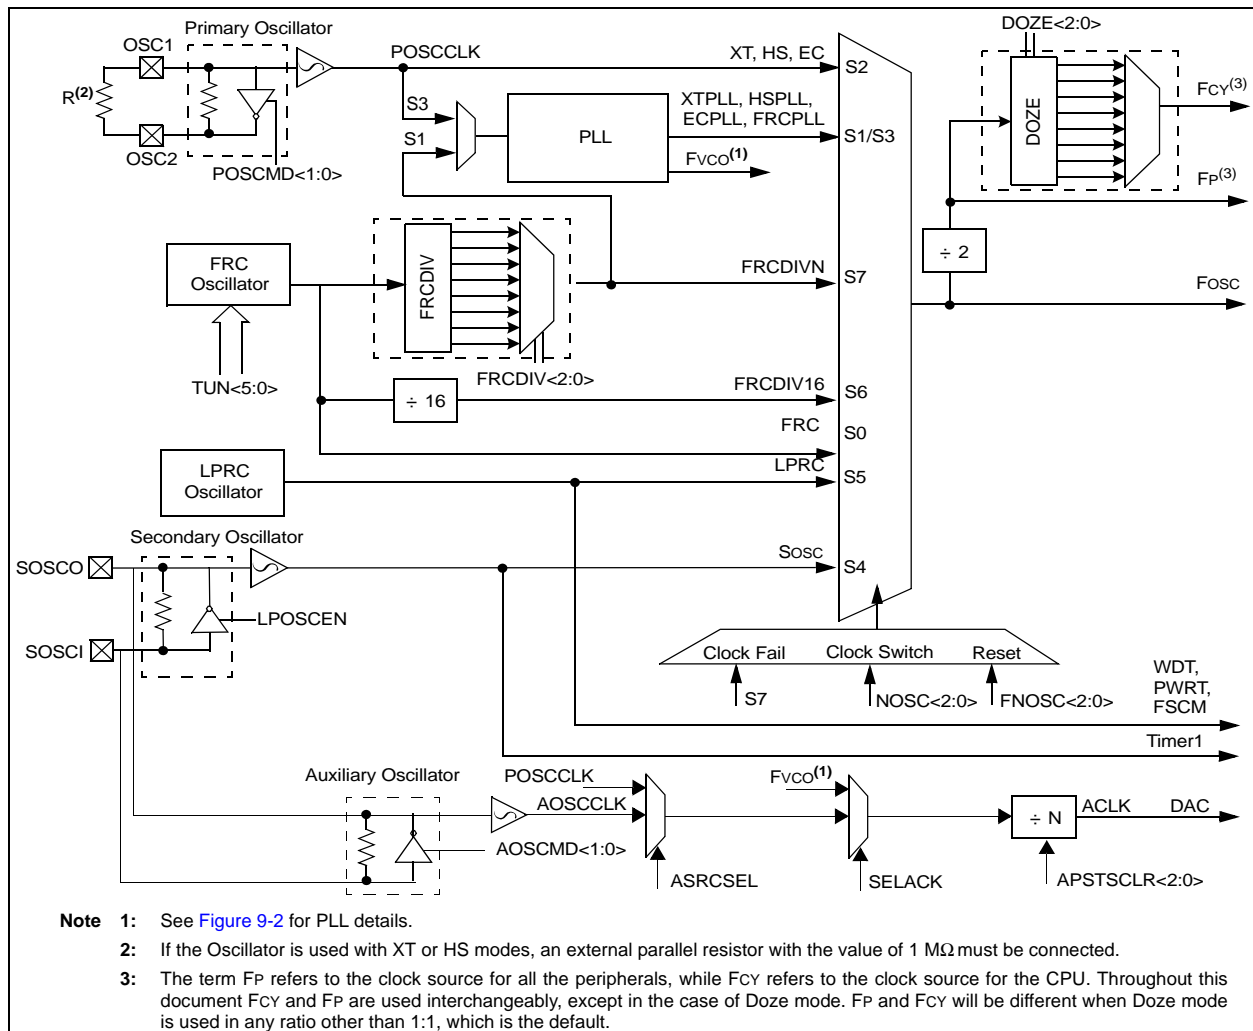 Primary Oscillator
DOZE<2:0>
OSC1
POSCCLK
XT, HS, EC
S2
R(2)
S3
XTPLL, HSPLL,
ECPLL, FRCPLL
PLL
S1/S3
DOZE
FCY(3)
S1
OSC2
FVCO(1)
POSCMD<1:0>
FP(3)
÷ 2
FRC
Oscillator
FRCDIV
FRCDIVN
S7
FOSC
TUN<5:0>
FRCDIV<2:0>
÷ 16
FRCDIV16
S6
FRC
S0
LPRC
Oscillator
LPRC
S5
Secondary Oscillator
SOSCO
SOSC
S4
LPOSCEN
SOSCI
Clock Fail
Clock Switch
Reset
S7
NOSC<2:0>
FNOSC<2:0>
WDT,
PWRT,
FSCM
Timer1
Auxiliary Oscillator
POSCCLK
FVCO(1)
AOSCCLK
÷ N
ACLK
DAC
AOSCMD<1:0>
ASRCSEL
SELACK
APSTSCLR<2:0>
Note 1: See Figure 9-2 for PLL details.
2: If the Oscillator is used with XT or HS modes, an external parallel resistor with the value of 1 MΩ must be connected.
3: The term FP refers to the clock source for all the peripherals, while FCY refers to the clock source for the CPU. Throughout this
document FCY and FP are used interchangeably, except in the case of Doze mode. FP and FCY will be different when Doze mode
is used in any ratio other than 1:1, which is the default.